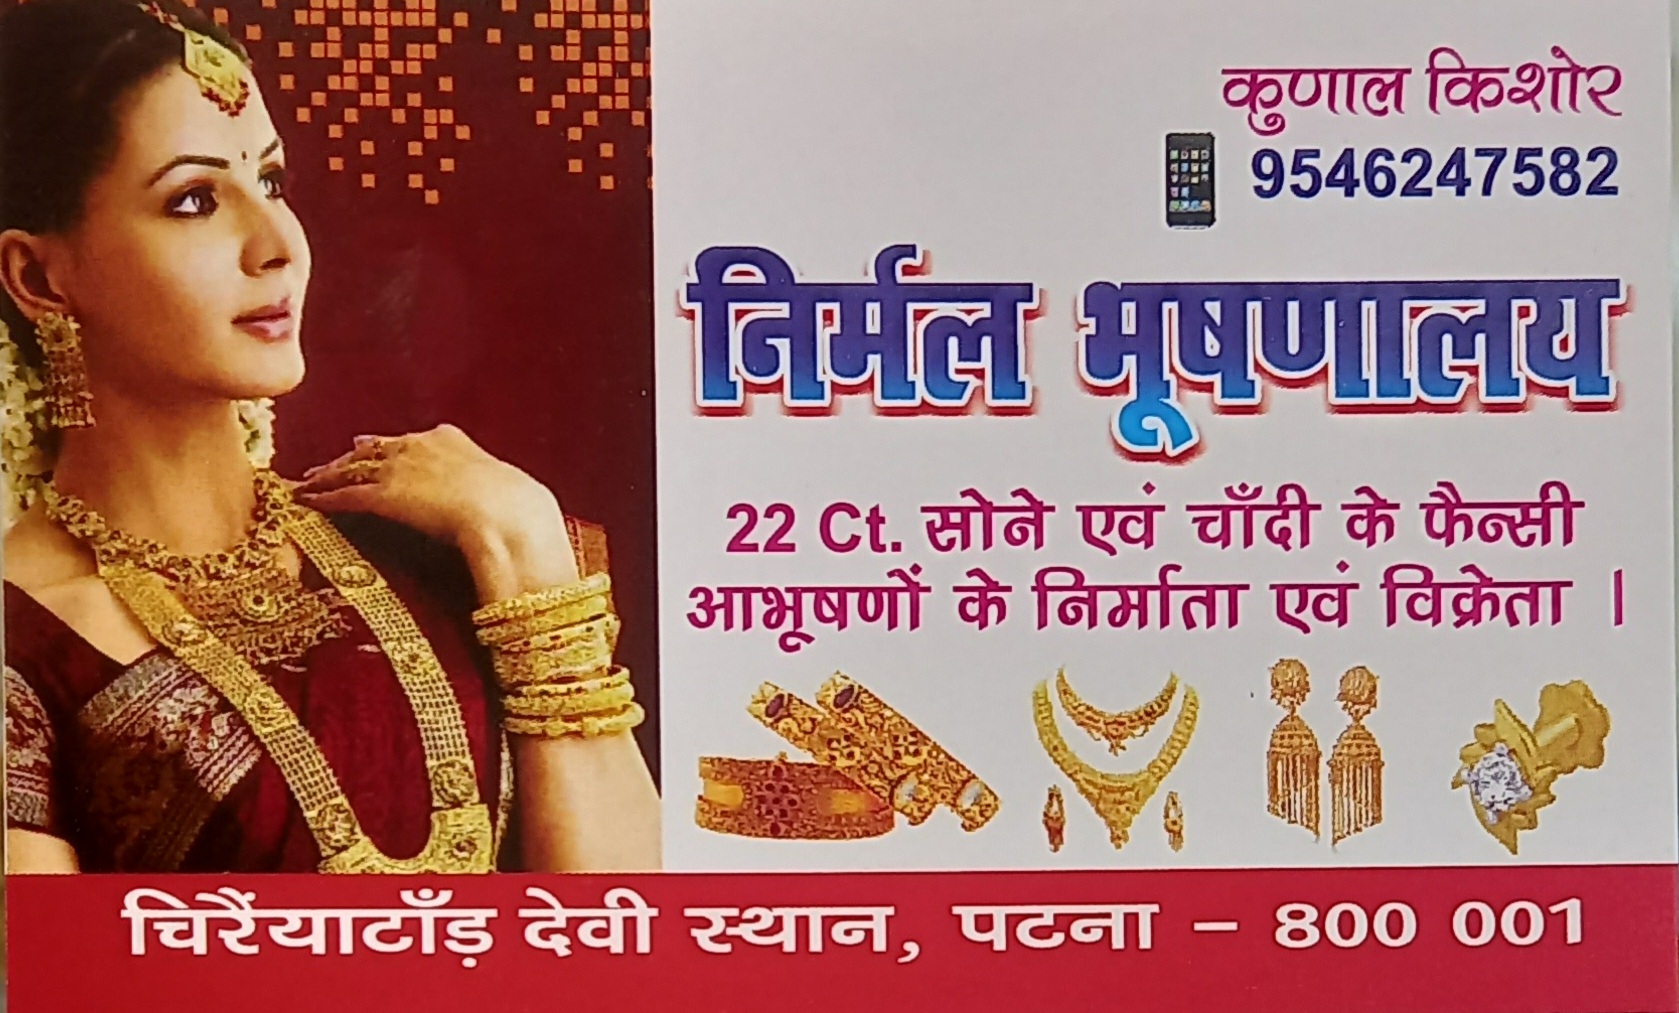 कुणाल किशोर
9546247582
निर्मल भूषणालय
22 Ct. सोने एवं चाँदी के फैन्सी
आभूषणों के निर्माता एवं विक्रेता ।
चिरैंयाटाँड़ देवी स्थान, पटना – 800 001